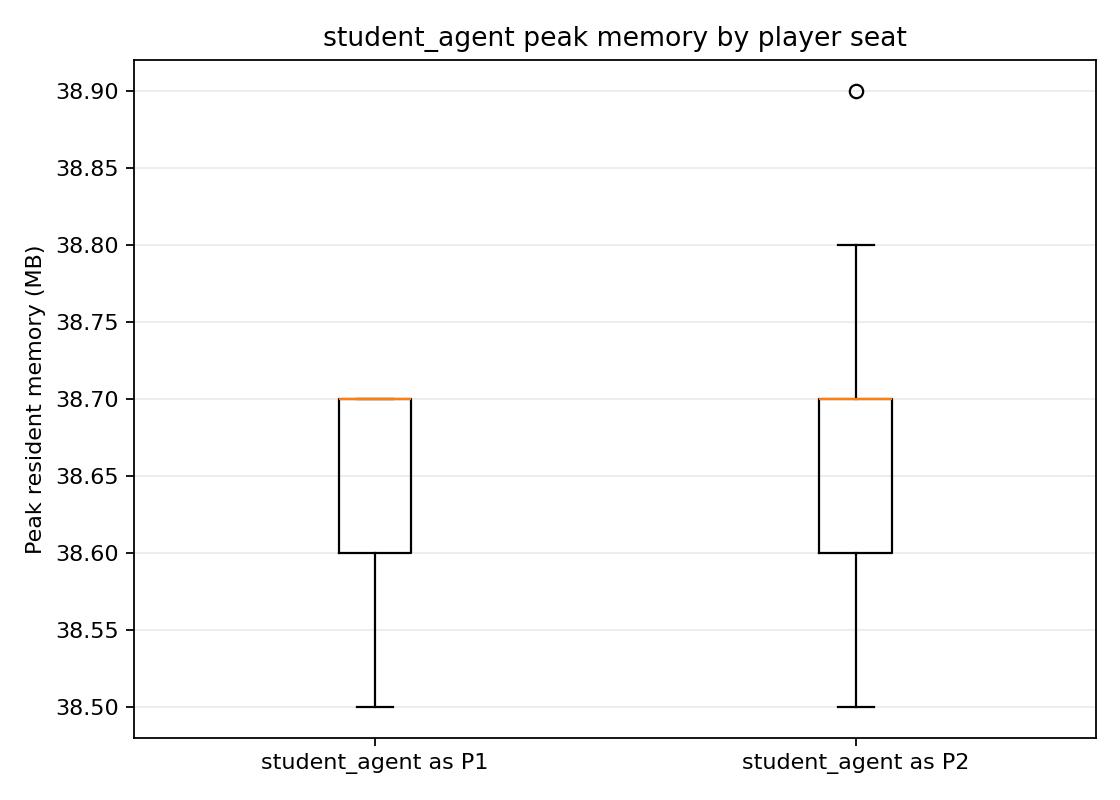 student_agent peak memory by player seat
Peak resident memory (MB)
38.90
38.85
38.80
38.75
38.70
38.65
38.60
38.55
38.50
student_agent as P1
student_agent as P2